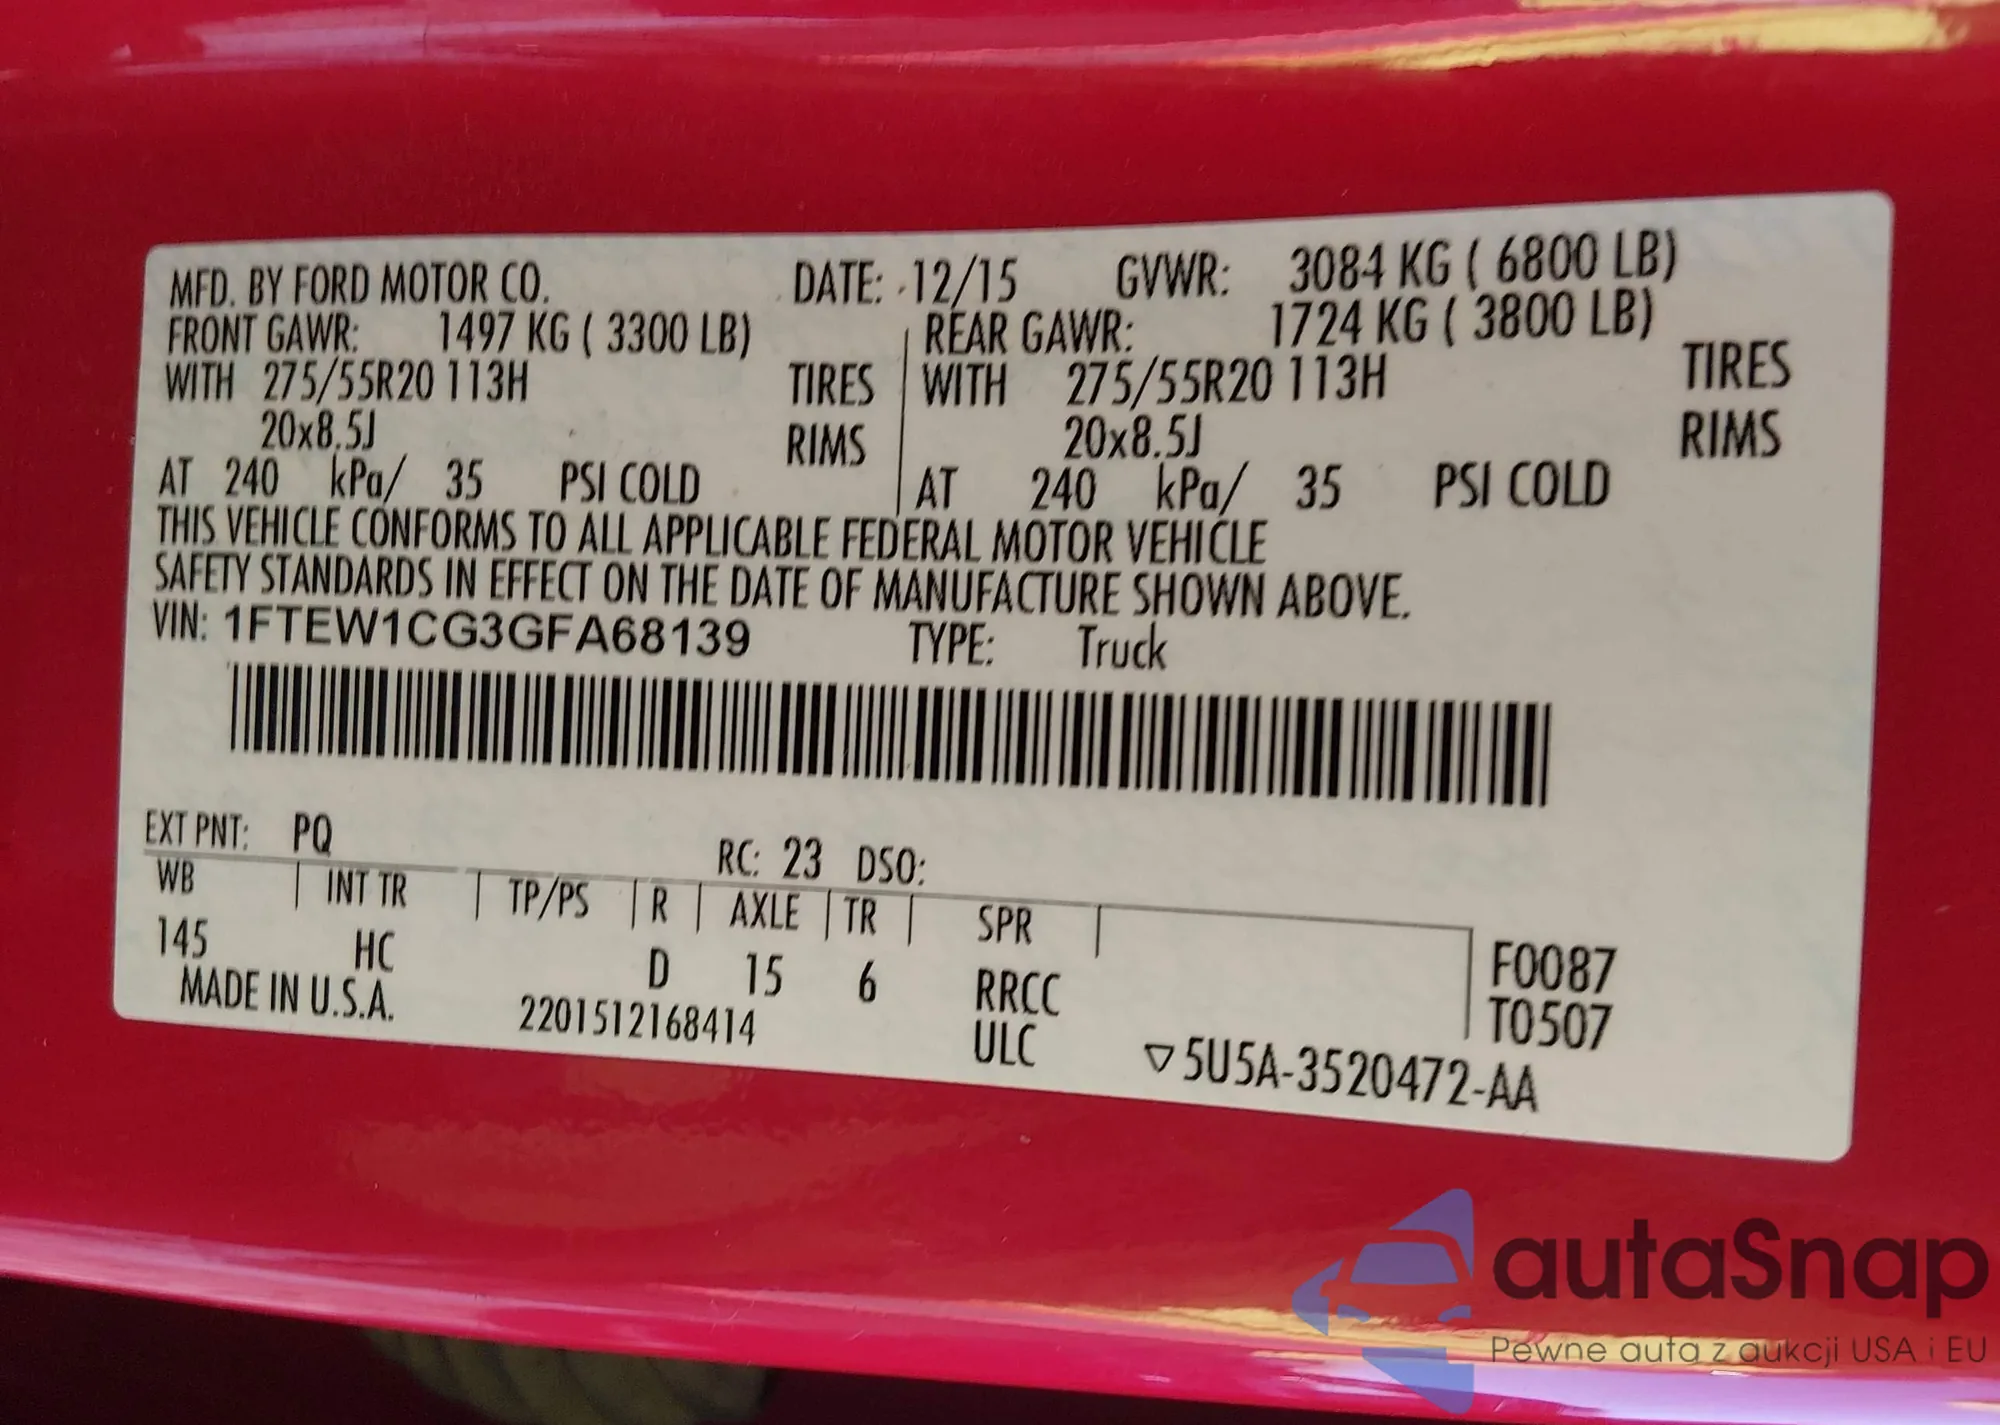 MFD. BY FORD MOTOR CO. DATE: 12/15 GVWR: 3084 KG ( 6800 LB)
FRONT GAWR: 1497 KG ( 3300 LB) REAR GAWR: 1724 KG ( 3800 LB)
WITH 275/55R20 113H TIRES WITH 275/55R20 113H TIRES
20x8.5J RIMS 20x8.5J RIMS
AT 240 kPa/ 35 PSI COLD AT 240 kPa/ 35 PSI COLD
THIS VEHICLE CONFORMS TO ALL APPLICABLE FEDERAL MOTOR VEHICLE
SAFETY STANDARDS IN EFFECT ON THE DATE OF MANUFACTURE SHOWN ABOVE.
VIN: 1FTEW1CG3GFA68139 TYPE: Truck
EXT PNT: PQ RC: 23 DSO:
WB INT TR TP/PS R AXLE TR SPR
145 HC D 15 6 RRCC F0087
MADE IN U.S.A. 2201512168414 ULC T0507
▽5U5A-3520472-AA
autaSnap
Pewne auta z aukcji USA i EU